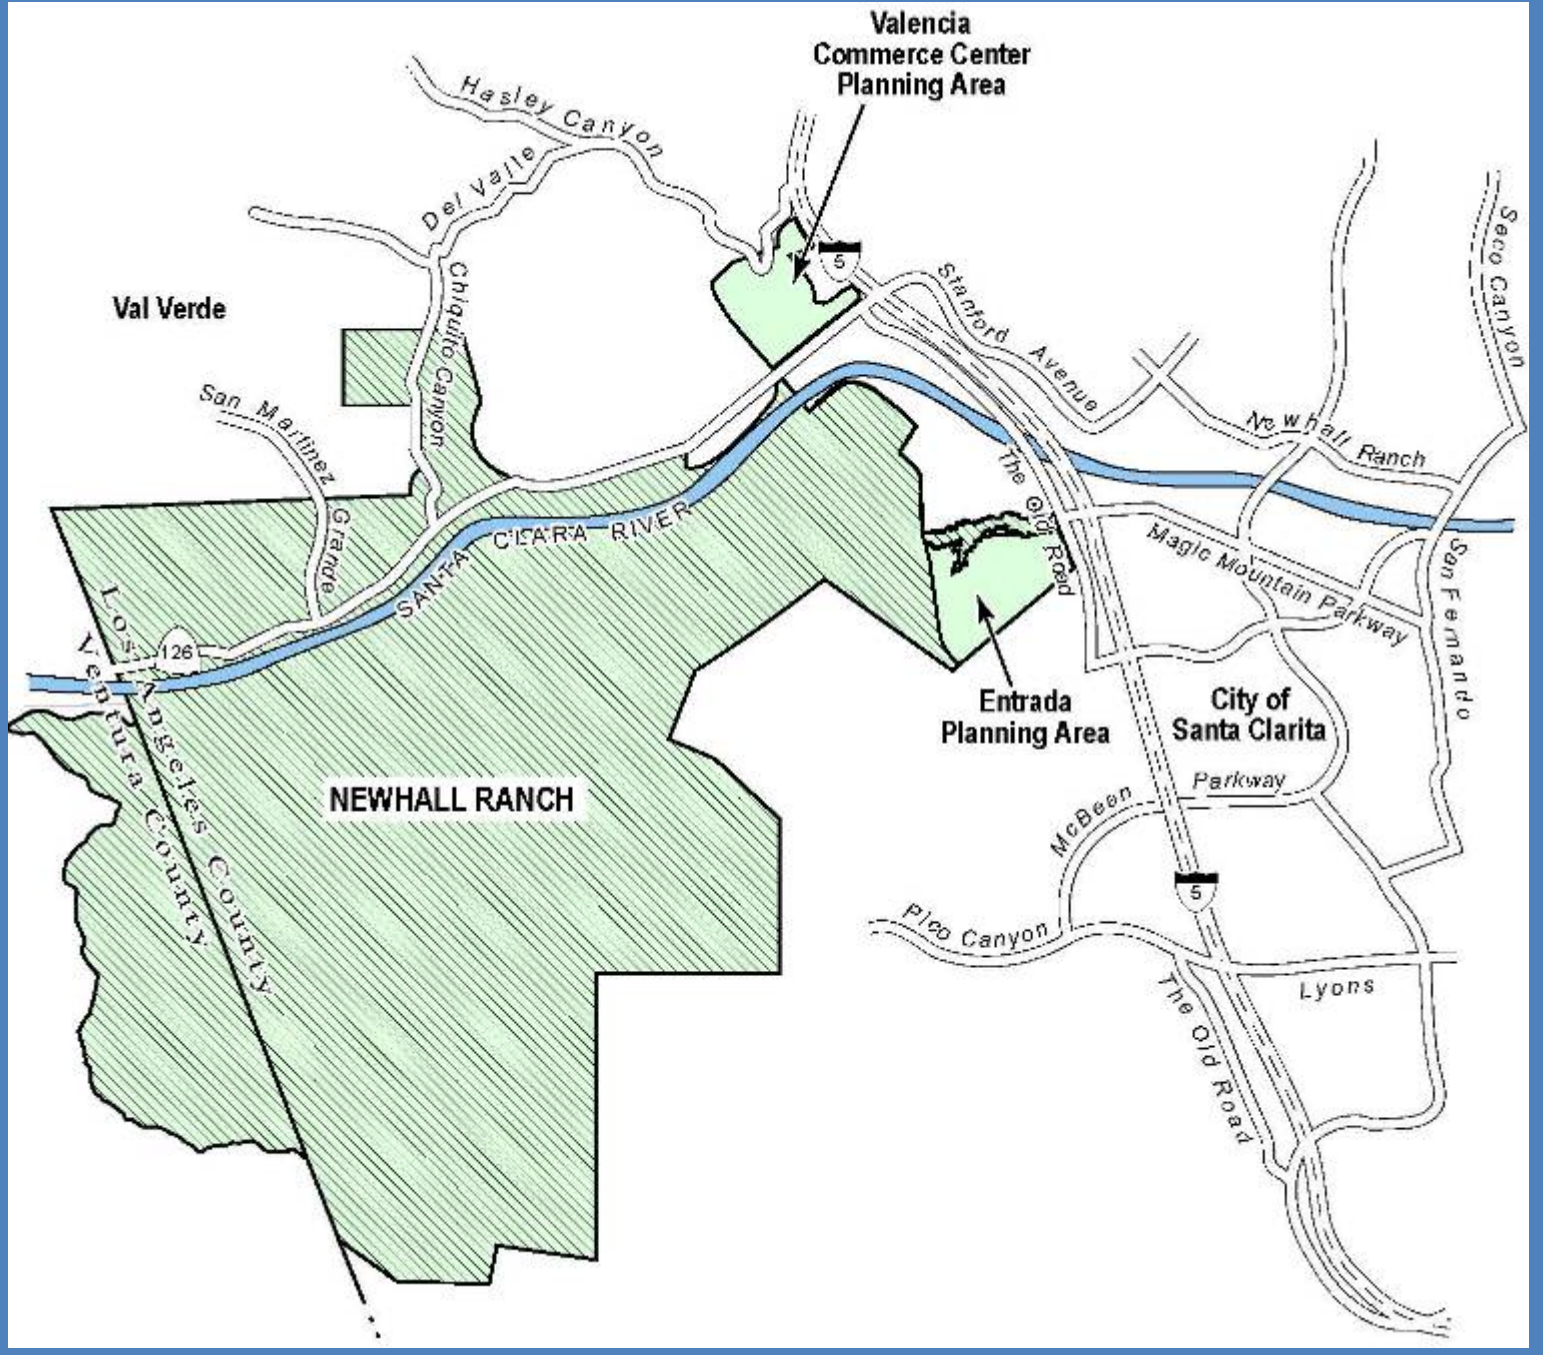 Valencia
Commerce Center
Planning Area
Hasley Canyon
Del Valle
5
Seco Canyon
Stanford Avenue
Chiquito Canyon
Val Verde
San Martinez Grande
Newhall Ranch
The Old Road
SANTA CLARA RIVER
Magic Mountain Parkway
San Fernando
126
Los Angeles County
Ventura County
Entrada
Planning Area
City of
Santa Clarita
NEWHALL RANCH
McBean Parkway
5
Pico Canyon
Lyons
The Old Road